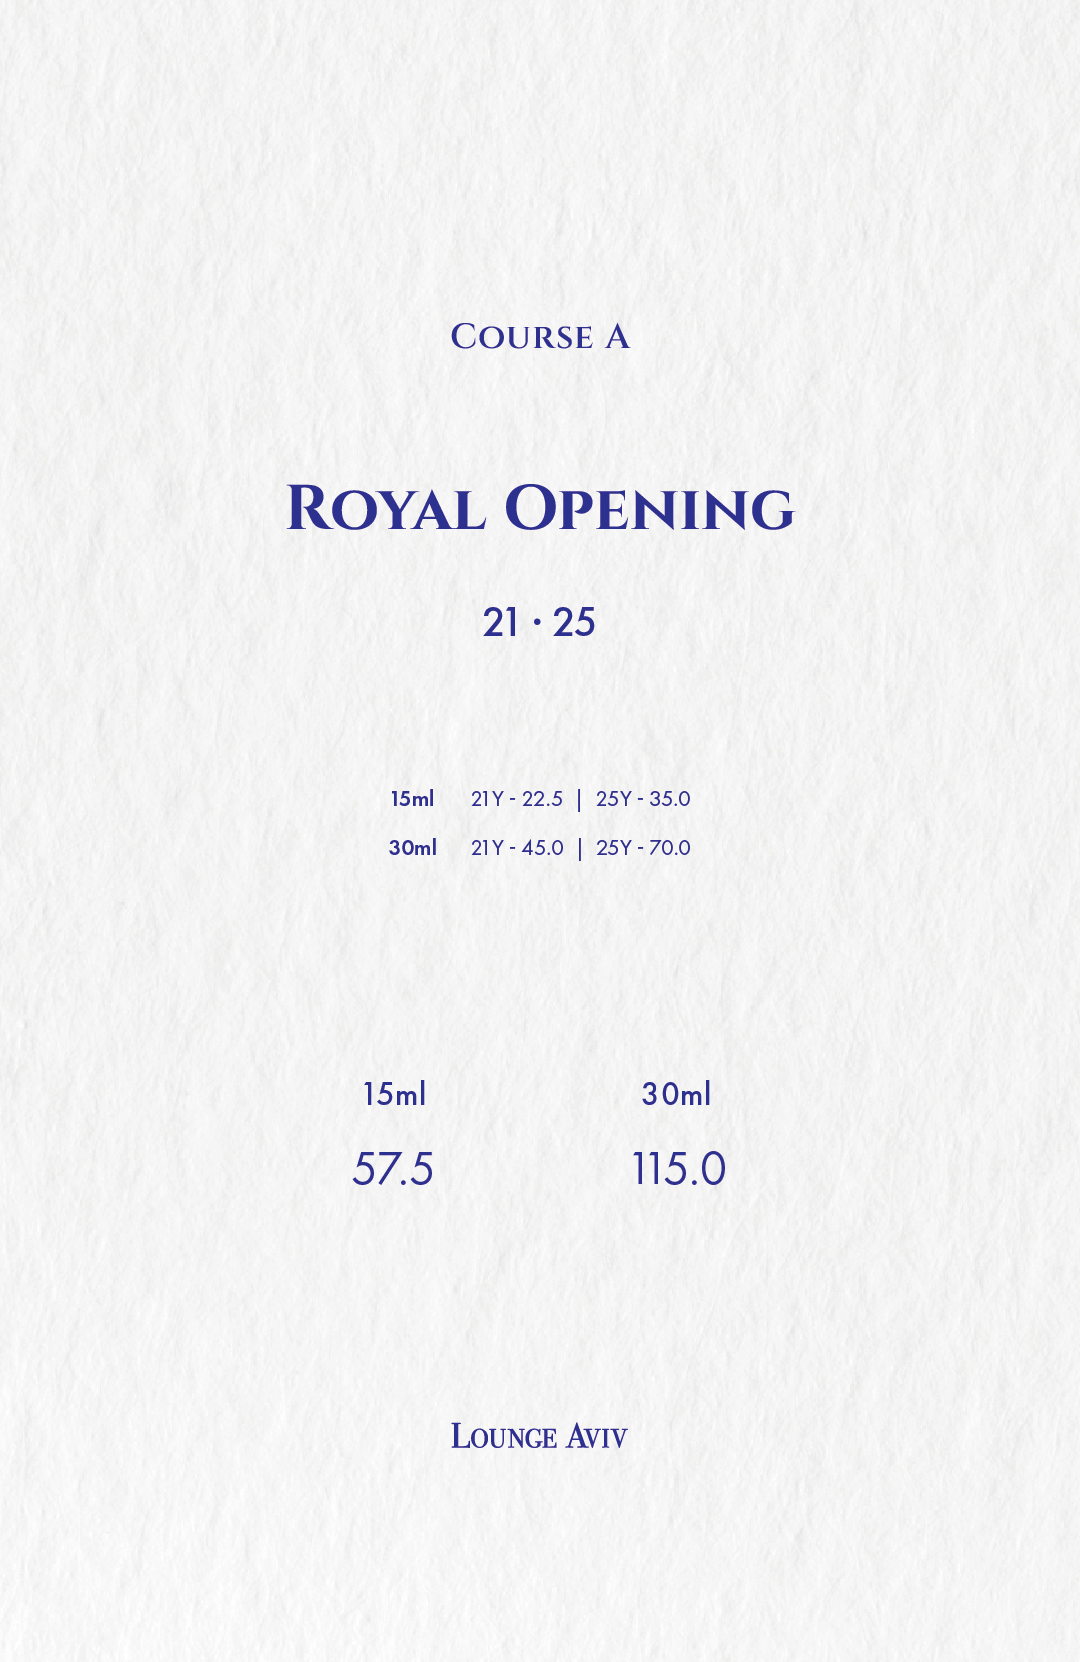 Course A
Royal Opening
21 · 25
15ml 21Y - 22.5 | 25Y - 35.0
30ml 21Y - 45.0 | 25Y - 70.0
15ml 30ml
57.5 115.0
Lounge Aviv